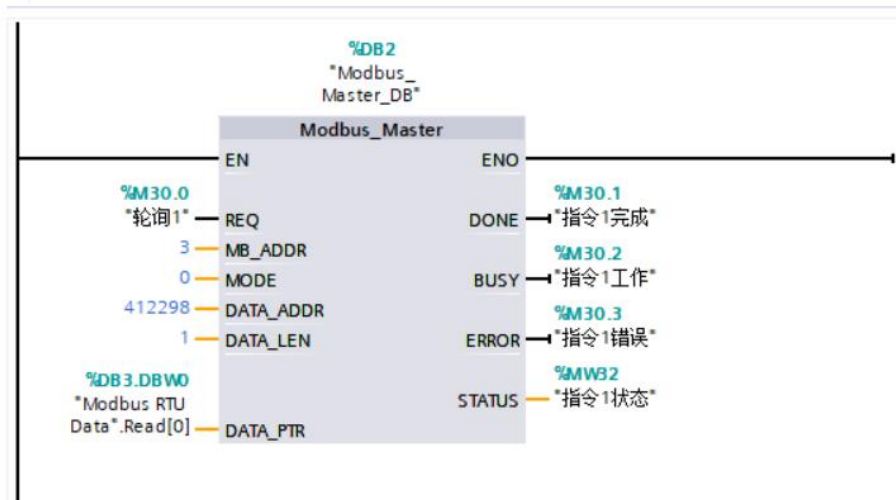 %DB2
"Modbus_
Master_DB"
Modbus_Master
EN ENO
%M30.0 %M30.1
"轮询1" REQ DONE "指令1完成"
3 MB_ADDR %M30.2
0 MODE BUSY "指令1工作"
412298 DATA_ADDR %M30.3
1 DATA_LEN ERROR "指令1错误"
%DB3.DBW0 %MW32
"Modbus RTU STATUS "指令1状态"
Data".Read[0] DATA_PTR